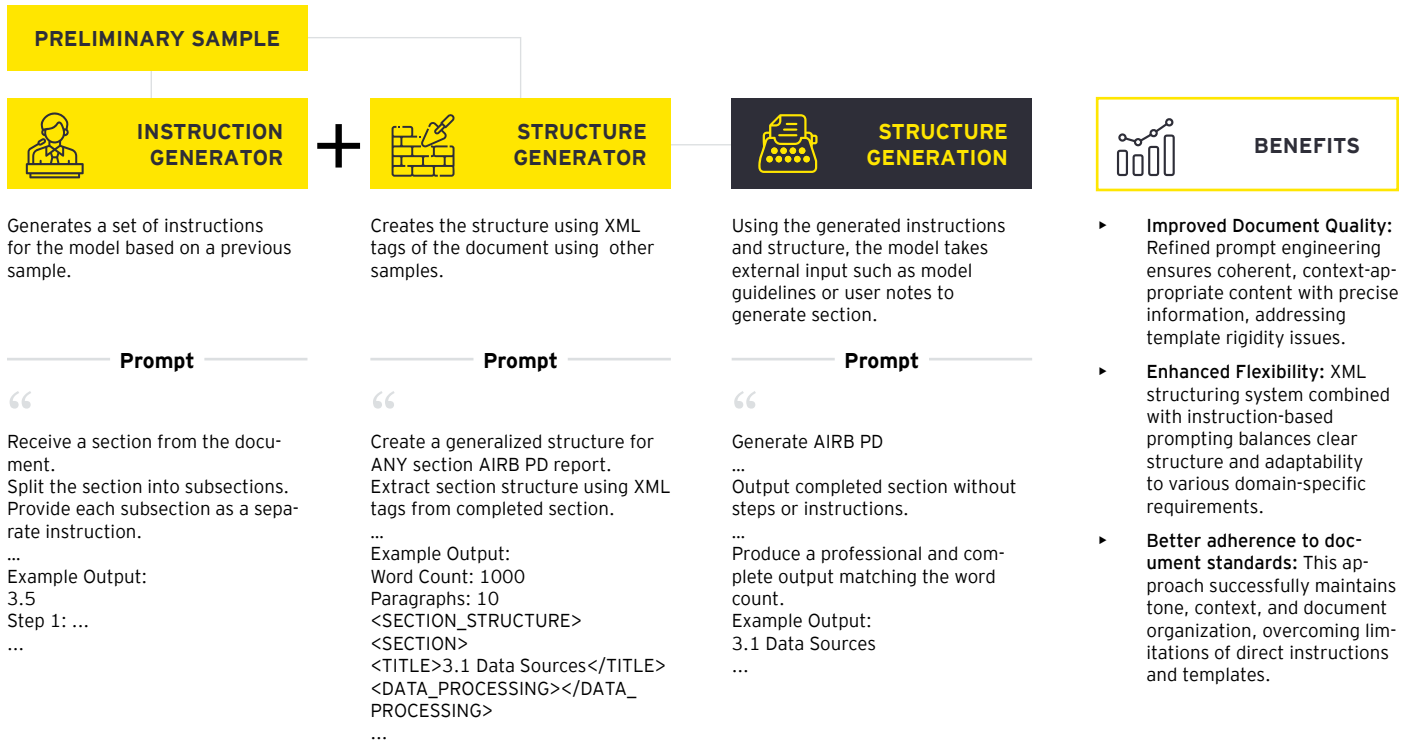 PRELIMINARY SAMPLE
INSTRUCTION
GENERATOR
+
STRUCTURE
GENERATOR
STRUCTURE
GENERATION
BENEFITS
Generates a set of instructions
for the model based on a previous
sample.
Prompt
“
Receive a section from the docu-
ment.
Split the section into subsections.
Provide each subsection as a sepa-
rate instruction.
...
Example Output:
3.5
Step 1: ...
...
Creates the structure using XML
tags of the document using other
samples.
Prompt
“
Create a generalized structure for
ANY section AIRB PD report.
Extract section structure using XML
tags from completed section.
...
Example Output:
Word Count: 1000
Paragraphs: 10
<SECTION_STRUCTURE>
<SECTION>
<TITLE>3.1 Data Sources</TITLE>
<DATA_PROCESSING></DATA_
PROCESSING>
...
Using the generated instructions
and structure, the model takes
external input such as model
guidelines or user notes to
generate section.
Prompt
“
Generate AIRB PD
...
Output completed section without
steps or instructions.
...
Produce a professional and com-
plete output matching the word
count.
Example Output:
3.1 Data Sources
...
▸ Improved Document Quality:
Refined prompt engineering
ensures coherent, context-ap-
propriate content with precise
information, addressing
template rigidity issues.
▸ Enhanced Flexibility: XML
structuring system combined
with instruction-based
prompting balances clear
structure and adaptability
to various domain-specific
requirements.
▸ Better adherence to doc-
ument standards: This ap-
proach successfully maintains
tone, context, and document
organization, overcoming lim-
itations of direct instructions
and templates.